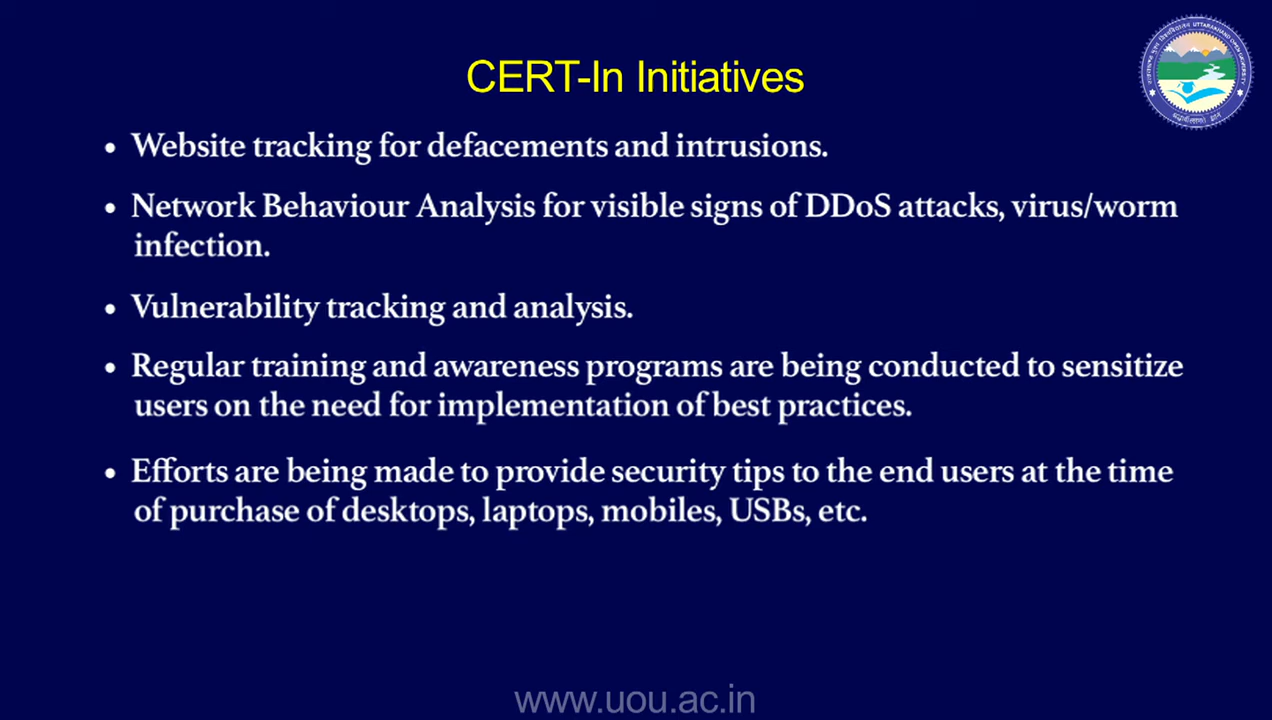 CERT-In Initiatives
• Website tracking for defacements and intrusions.
• Network Behaviour Analysis for visible signs of DDoS attacks, virus/worm
infection.
• Vulnerability tracking and analysis.
• Regular training and awareness programs are being conducted to sensitize
users on the need for implementation of best practices.
• Efforts are being made to provide security tips to the end users at the time
of purchase of desktops, laptops, mobiles, USBs, etc.
UTTARAKHAND OPEN UNIVERSITY
www.uou.ac.in